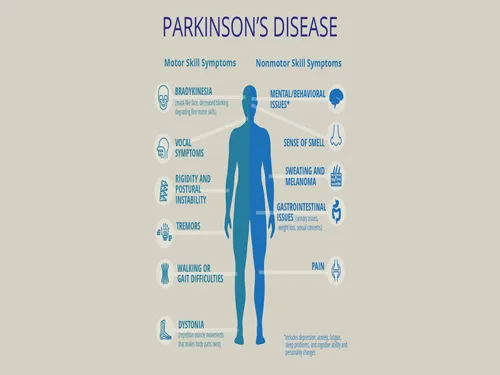 PARKINSON'S DISEASE
Motor Skill Symptoms
BRADYKINESIA
(mask-like face, decreased blinking,
degrading fine motor skills)
VOCAL
SYMPTOMS
RIGIDITY AND
POSTURAL
INSTABILITY
TREMORS
WALKING OR
GAIT DIFFICULTIES
DYSTONIA
(repetitive muscle movements
that makes body parts twist)
Nonmotor Skill Symptoms
MENTAL/BEHAVIORAL
ISSUES*
SENSE OF SMELL
SWEATING AND
MELANOMA
GASTROINTESTINAL
ISSUES (urinary issues,
weight loss, sexual concerns)
PAIN
*Includes depression, anxiety, fatigue,
sleep problems, and cognitive ability and
personality changes